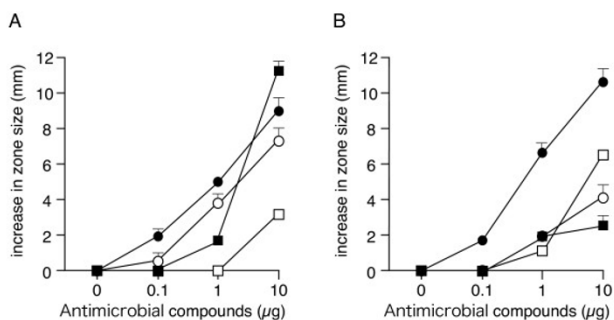 A
increase in zone size (mm)
12
10
8
6
4
2
0
0 0.1 1 10
Antimicrobial compounds (µg)
B
increase in zone size (mm)
12
10
8
6
4
2
0
0 0.1 1 10
Antimicrobial compounds (µg)